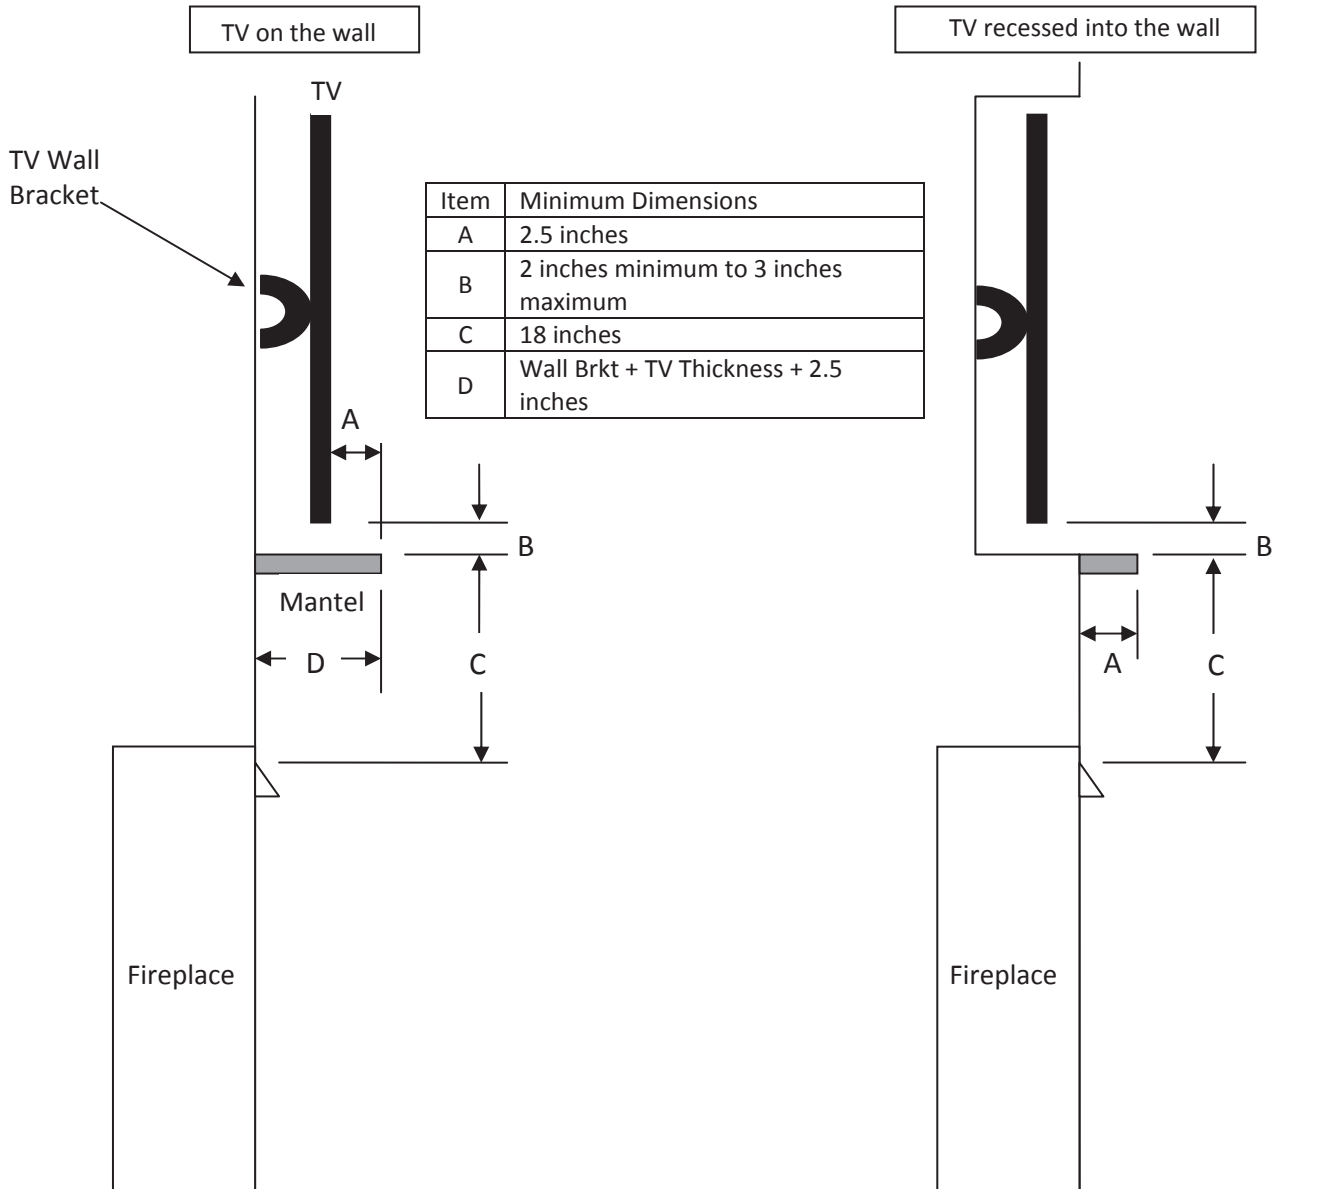 TV on the wall
TV recessed into the wall
TV
TV Wall
Bracket
Item Minimum Dimensions
A 2.5 inches
B 2 inches minimum to 3 inches
maximum
C 18 inches
D Wall Brkt + TV Thickness + 2.5
inches
A
B
Mantel
D
C
Fireplace
B
A
C
Fireplace